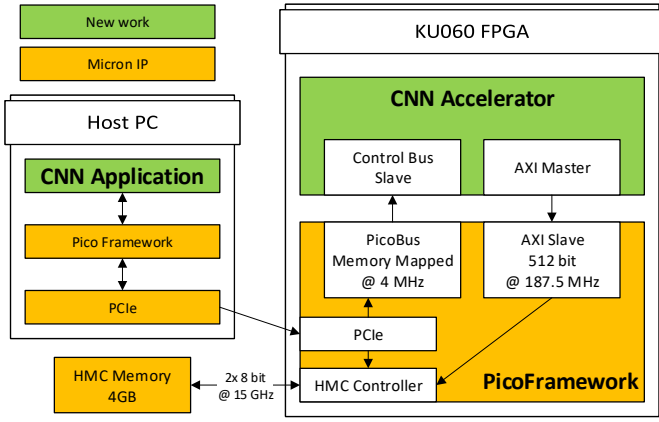 New work
Micron IP
Host PC
CNN Application
Pico Framework
PCIe
HMC Memory
4GB
2x 8 bit
@ 15 GHz
KU060 FPGA
CNN Accelerator
Control Bus
Slave
AXI Master
PicoBus
Memory Mapped
@ 4 MHz
AXI Slave
512 bit
@ 187.5 MHz
PCIe
HMC Controller
PicoFramework